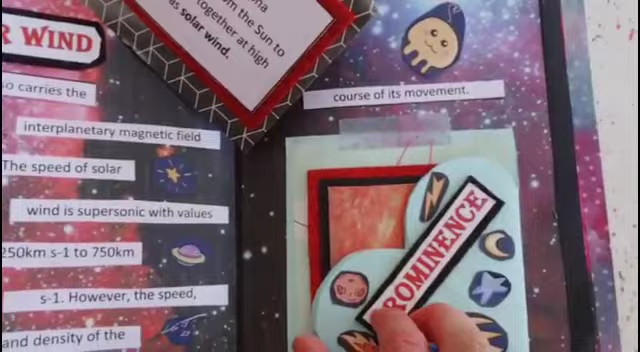 R WIND
so carries the
interplanetary magnetic field
The speed of solar
wind is supersonic with values
250km s-1 to 750km
s-1. However, the speed,
and density of the
m the Sun to
together at high
as solar wind.
course of its movement.
PROMINENCE